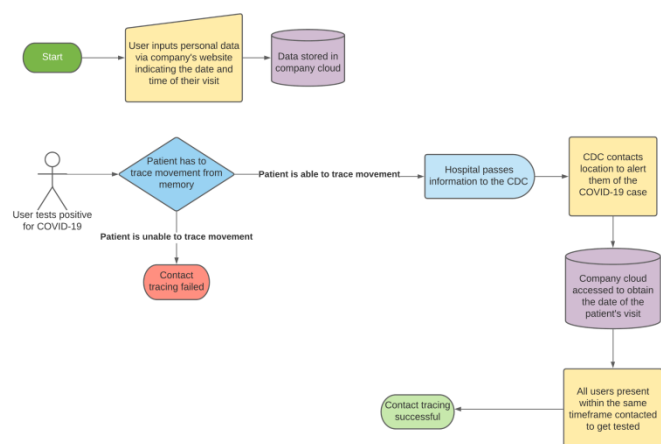 Start
User inputs personal data
via company's website
indicating the date and
time of their visit
Data stored in
company cloud
User tests positive
for COVID-19
Patient has to
trace movement from
memory
Patient is able to trace movement
Patient is unable to trace movement
Contact
tracing failed
Hospital passes
information to the CDC
CDC contacts
location to alert
them of the
COVID-19 case
Company cloud
accessed to obtain
the date of the
patient's visit
All users present
within the same
timeframe contacted
to get tested
Contact tracing
successful